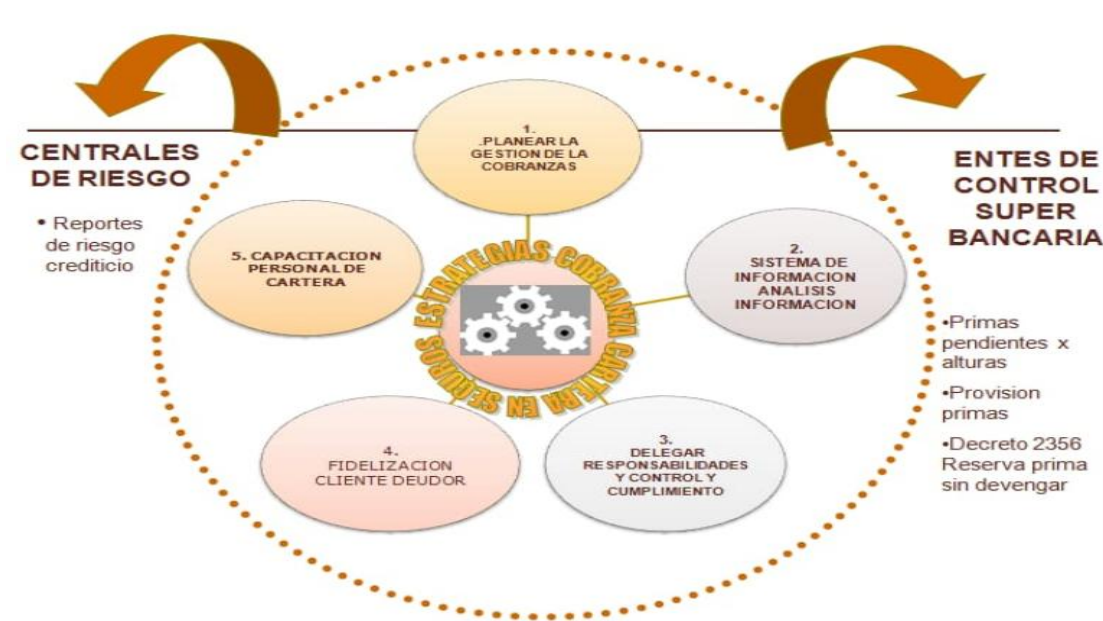 1.
.PLANEAR LA
GESTION DE LA
COBRANZAS
CENTRALES
DE RIESGO
• Reportes
de riesgo
crediticio
ENTES DE
CONTROL
SUPER
BANCARIA
•Primas
pendientes x
alturas
•Provision
primas
•Decreto 2356
Reserva prima
sin devengar
5. CAPACITACION
PERSONAL DE
CARTERA
2.
SISTEMA DE
INFORMACION
ANALISIS
INFORMACION
ESTRATEGIAS COBRANZA CARTERA EN SEGUROS
4.
FIDELIZACION
CLIENTE DEUDOR
3.
DELEGAR
RESPONSABILIDADES
Y CONTROL Y
CUMPLIMIENTO